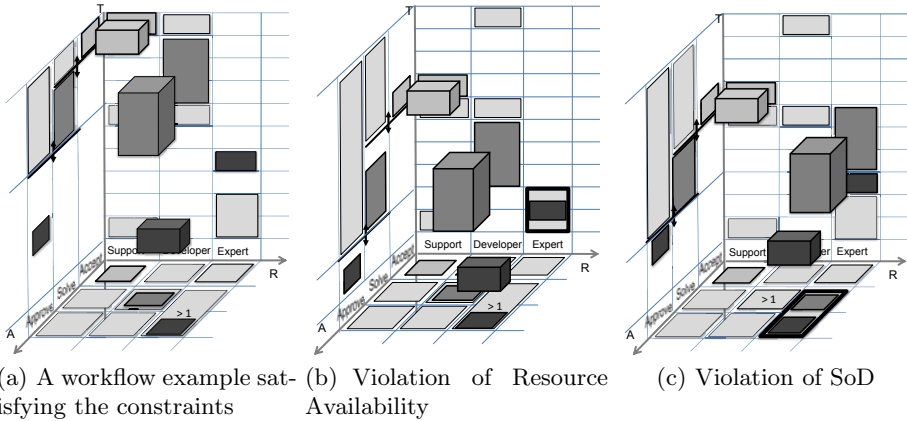 T
Support
Developer
Expert
R
Accept
Solve
Approve
> 1
A
T
Support
Developer
Expert
R
Accept
Solve
Approve
> 1
A
T
Support
Expert
R
Accept
Solve
Approve
> 1
A
(a) A workflow example sat-
isfying the constraints
(b) Violation of Resource
Availability
(c) Violation of SoD